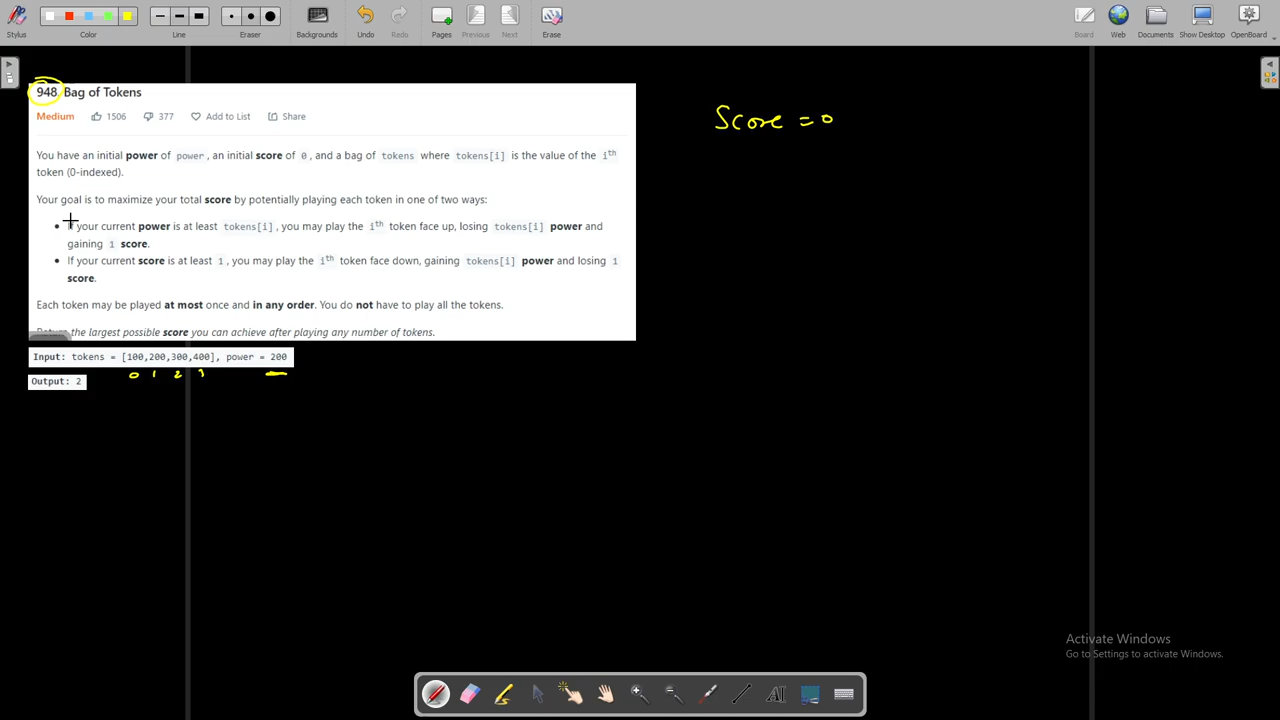 Stylus Color Line Eraser Backgrounds Undo Redo Pages Previous Next Erase Board Web Documents Show Desktop OpenBoard
948. Bag of Tokens
Medium 1506 377 Add to List Share
Score = 0
You have an initial power of power, an initial score of 0, and a bag of tokens where tokens[i] is the value of the ith
token (0-indexed).
Your goal is to maximize your total score by potentially playing each token in one of two ways:
• If your current power is at least tokens[i], you may play the ith token face up, losing tokens[i] power and
gaining 1 score.
• If your current score is at least 1, you may play the ith token face down, gaining tokens[i] power and losing 1
score.
Each token may be played at most once and in any order. You do not have to play all the tokens.
Return the largest possible score you can achieve after playing any number of tokens.
Input: tokens = [100,200,300,400], power = 200
0 1 2 3
Output: 2
Activate Windows
Go to Settings to activate Windows.
AI